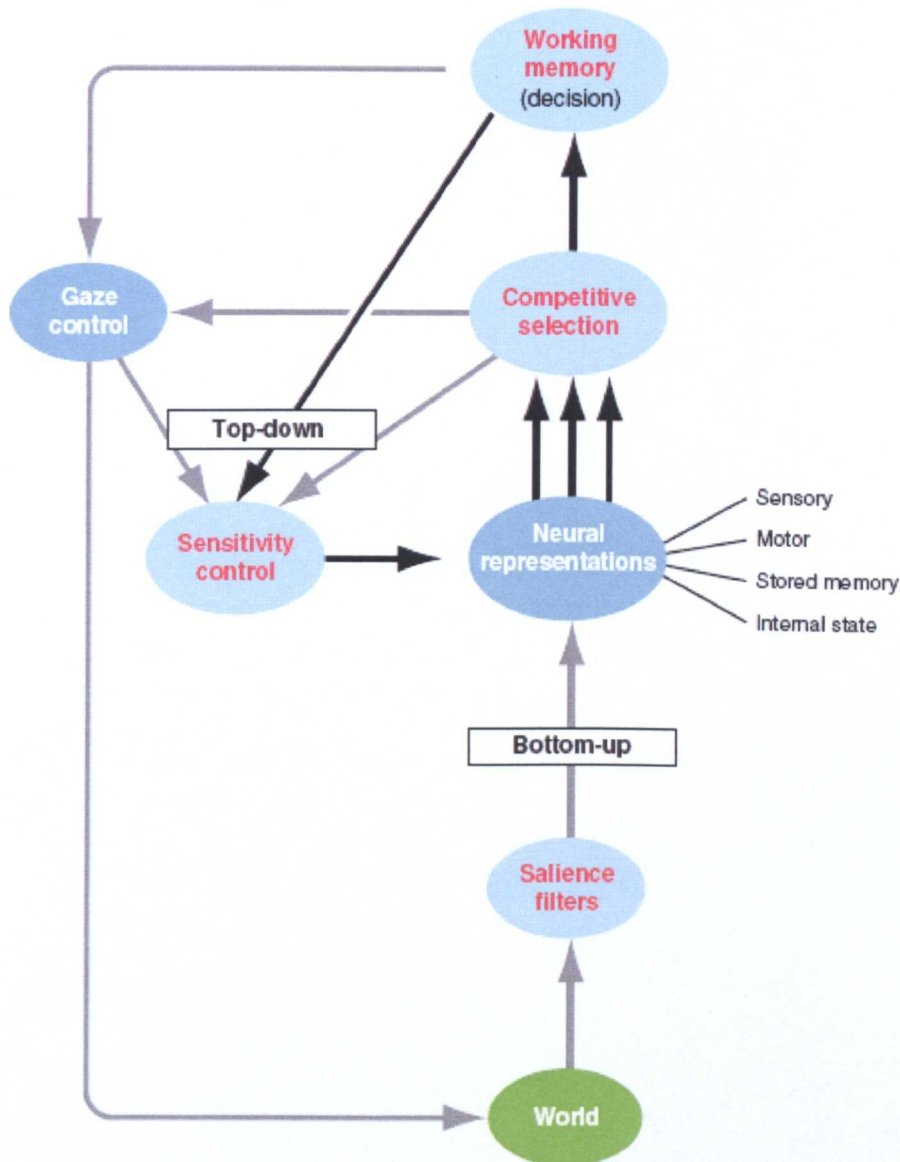 Working
memory
(decision)
Gaze
control
Competitive
selection
Top-down
Sensitivity
control
Neural
representations
Sensory
Motor
Stored memory
Internal state
Bottom-up
Salience
filters
World